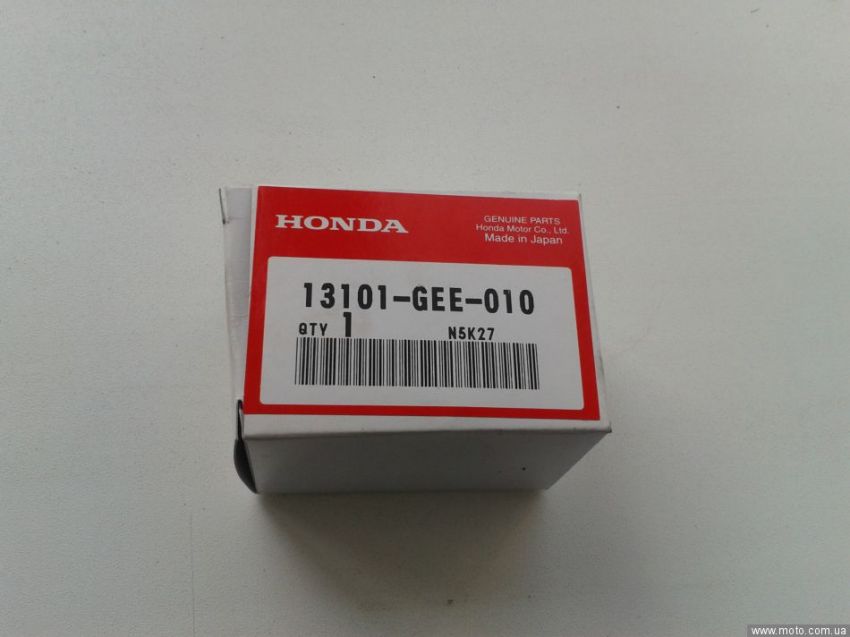 HONDA
GENUINE PARTS
Honda Motor Co., Ltd.
Made in Japan
13101-GEE-010
QTY 1 N5K27
www.moto.com.ua